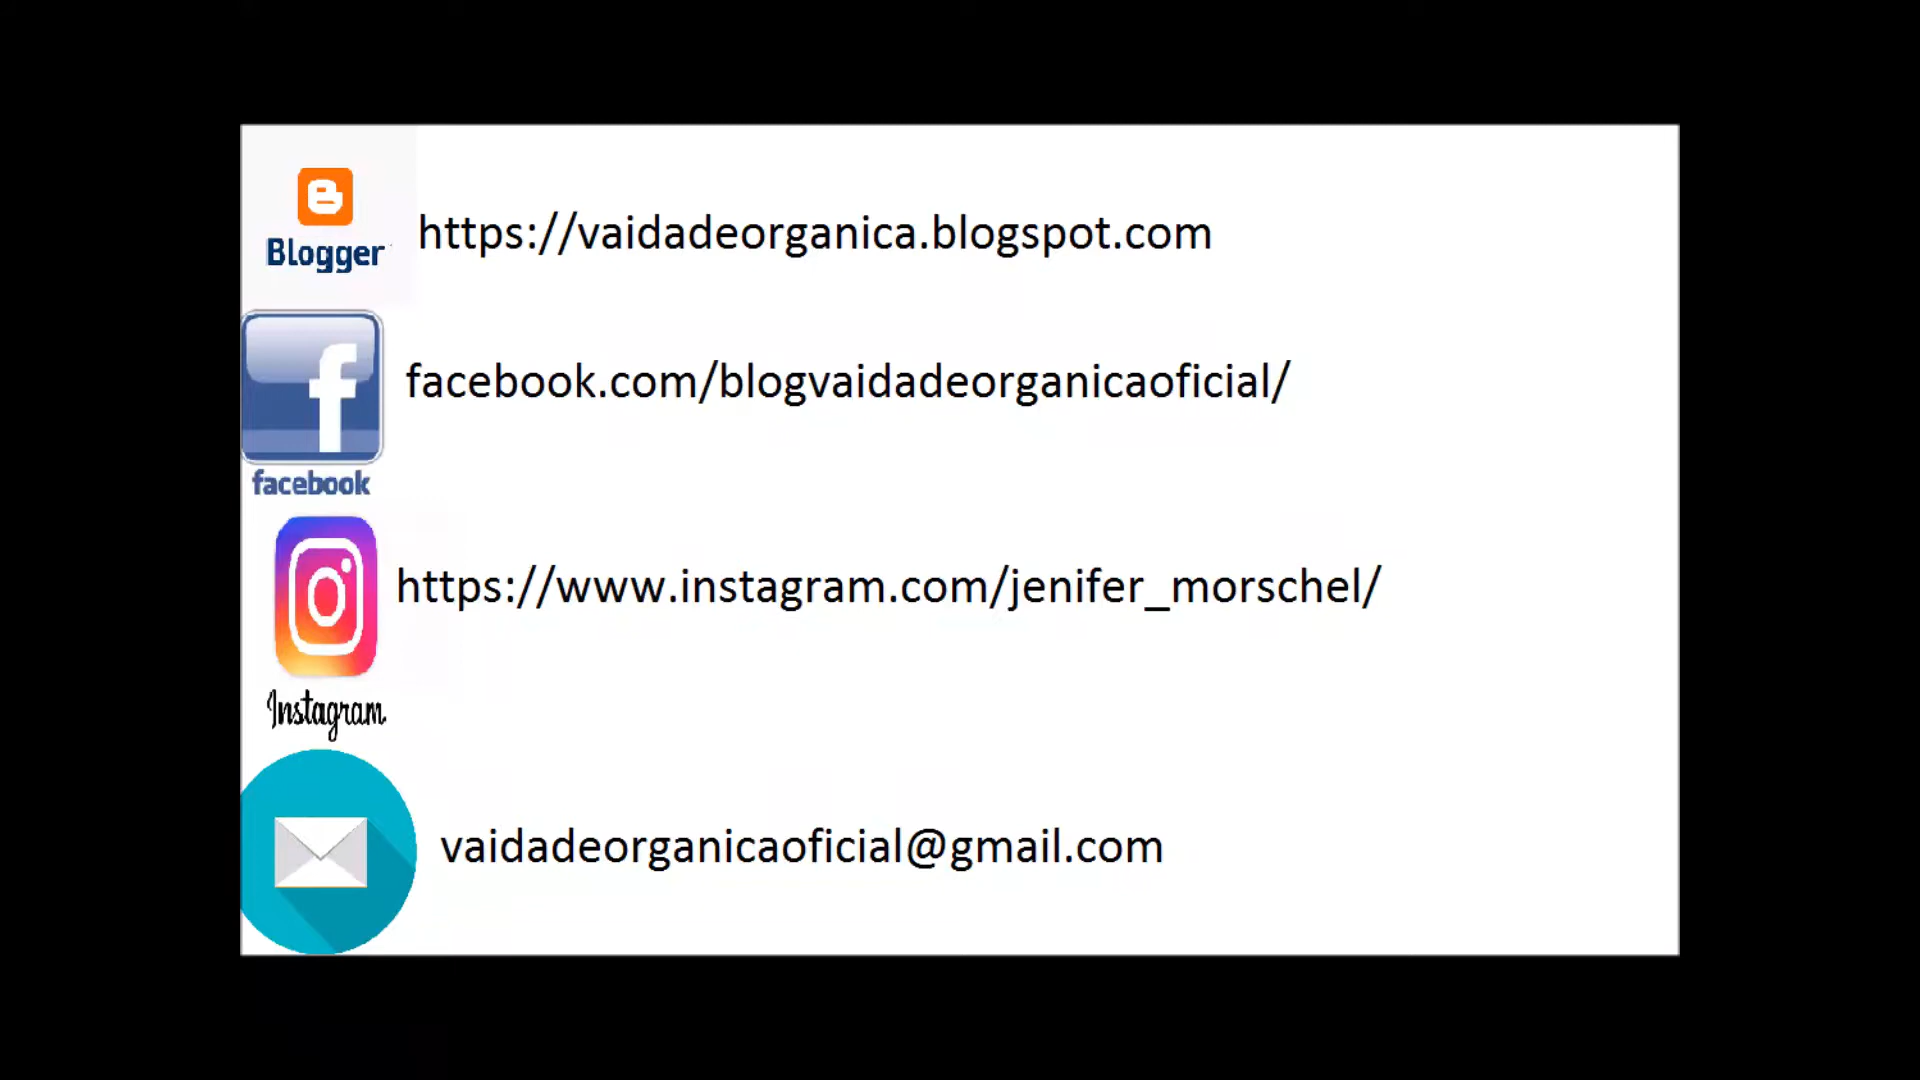 Blogger
https://vaidadeorganica.blogspot.com
facebook.com/blogvaidadeorganicaoficial/
facebook
https://www.instagram.com/jenifer_morschel/
Instagram
vaidadeorganicaoficial@gmail.com